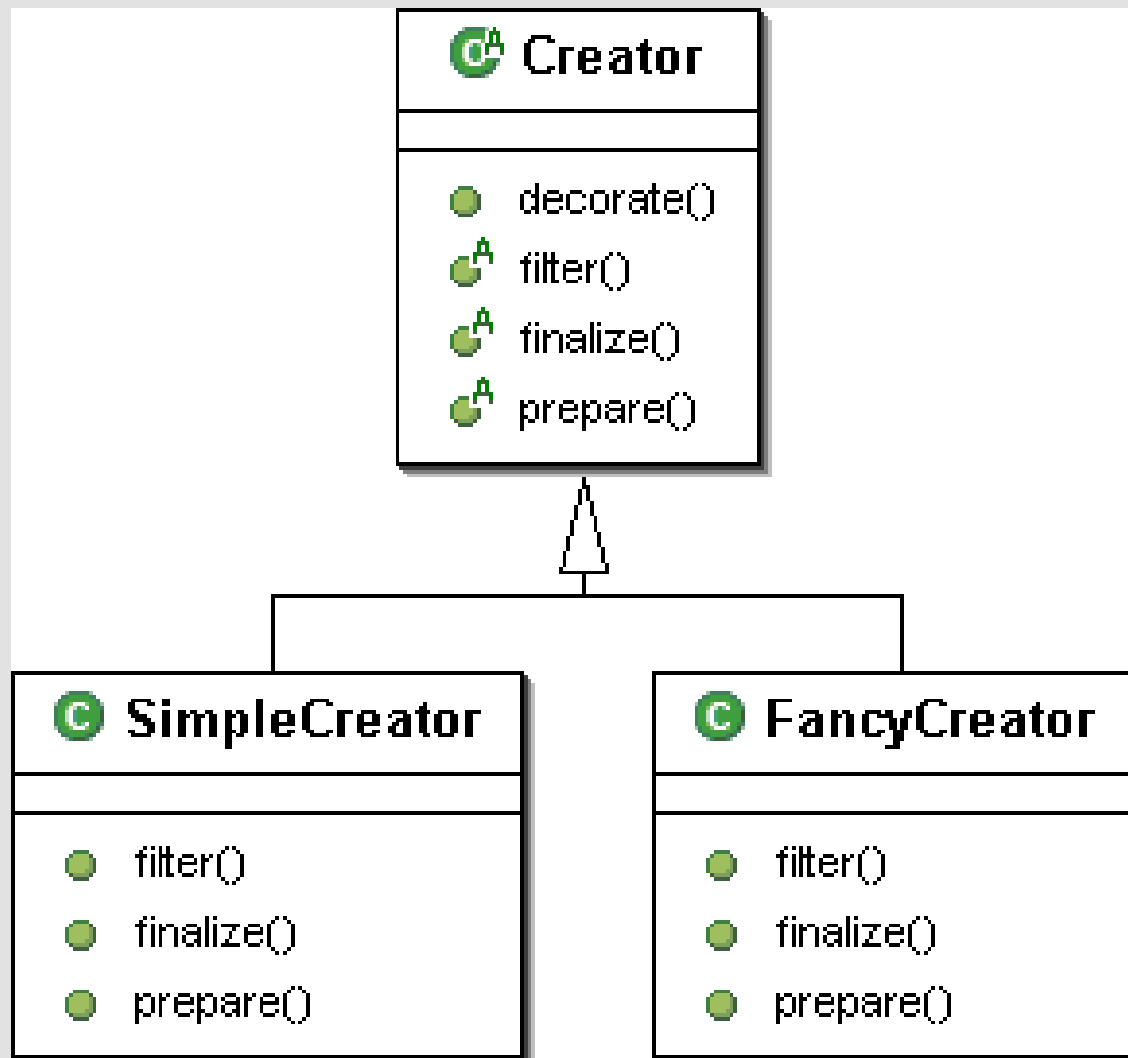 Creator
decorate()
filter()
finalize()
prepare()
SimpleCreator
filter()
finalize()
prepare()
FancyCreator
filter()
finalize()
prepare()